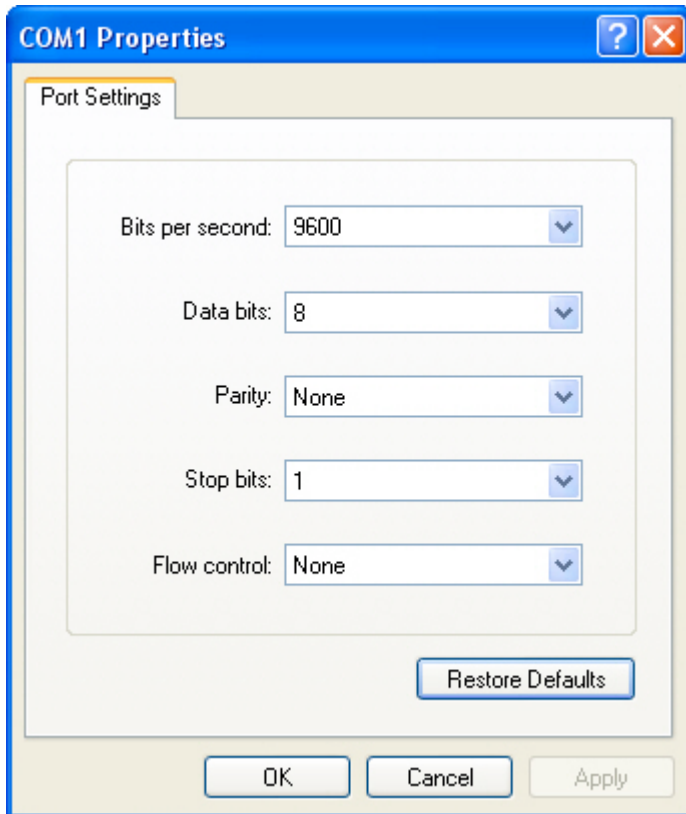 COM1 Properties
?
Port Settings
Bits per second: 9600
Data bits: 8
Parity: None
Stop bits: 1
Flow control: None
Restore Defaults
OK Cancel Apply